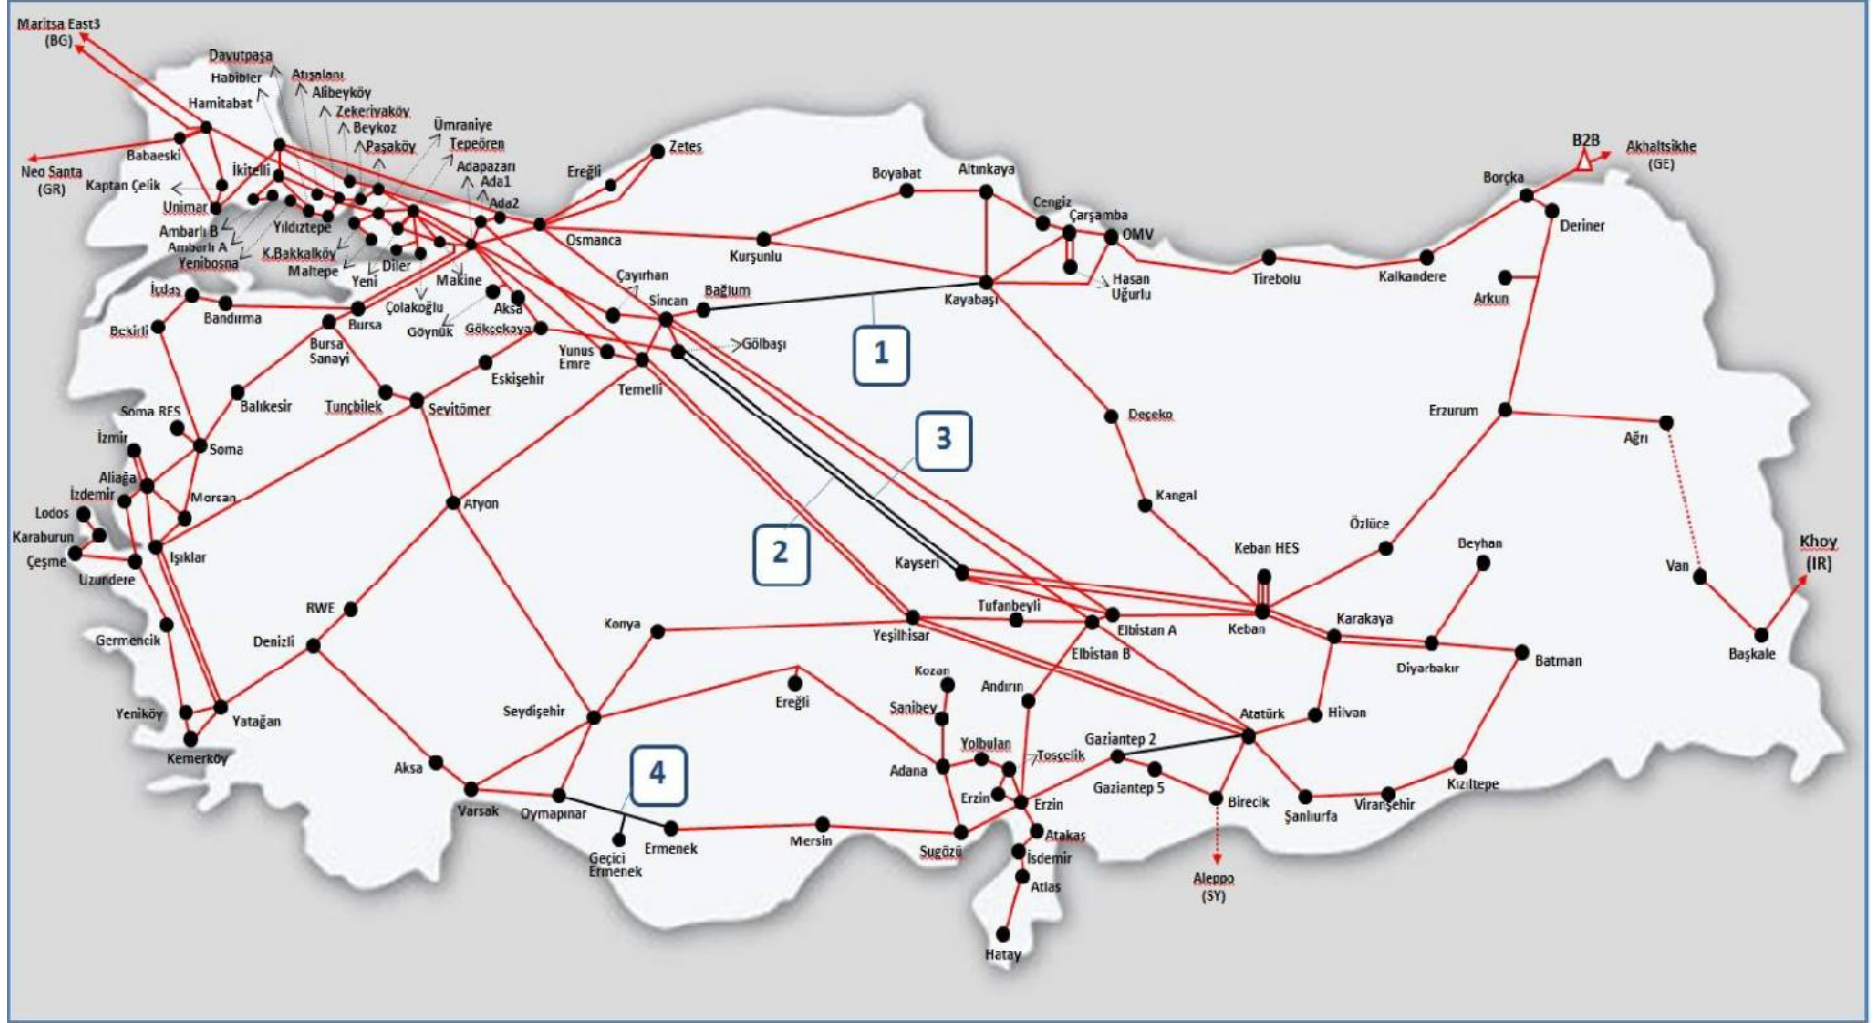 Maritsa East3
(BG)
Davutpaşa
Habibler
Hamitabat
Atışalanı
Alibeyköy
Zekeriyaköy
Beykoz
Paşaköy
Ümraniye
Tepeören
Adapazarı
Ada1
Ada2
Babaeski
Neo Santa
(GR)
Kaptan Çelik
İkitelli
Unimar
Ambarlı B
Ambarlı A
Yenibosna
Yıldıztepe
K.Bakkalköy
Maltepe
Yeni
Diler
Çolakoğlu
Makine
Göynük
Aksa
Gökçekaya
Ereğli
Zetes
Osmanca
Kurşunlu
Boyabat
Altınkaya
Cengiz
Çarşamba
OMV
Hasan
Uğurlu
Kayabaşı
Tirebolu
Kalkandere
Borçka
B2B
Akhaltsikhe
(GE)
Deriner
Arkun
İçdaş
Bandırma
Bekirli
Bursa
Bursa
Sanayi
Çayırhan
Sincan
Bağlum
Gölbaşı
Yunus
Emre
Temelli
Eskişehir
Balıkesir
Tunçbilek
Seyitömer
1
3
2
4
Deçeko
Kangal
Erzurum
Ağrı
Soma RES
Soma
İzmir
Aliağa
İzdemir
Morsan
Lodos
Karaburun
Çeşme
Uzundere
Işıklar
Afyon
Kayseri
Özlüce
Keban HES
Beyhan
Van
Khoy
(IR)
Başkale
Germencik
RWE
Denizli
Konya
Yeşilhisar
Tufanbeyli
Elbistan A
Elbistan B
Keban
Karakaya
Diyarbakır
Batman
Yeniköy
Yatağan
Kemerköy
Seydişehir
Ereğli
Kozan
Sanibey
Andırın
Atatürk
Hilvan
Aksa
Varsak
Oymapınar
Geçici
Ermenek
Ermenek
Mersin
Adana
Yolbulan
Tosçelik
Erzin
Erzin
Gaziantep 2
Gaziantep 5
Birecik
Şanlıurfa
Viranşehir
Kızıltepe
Sugözü
Atakaş
İsdemir
Atlas
Hatay
Aleppo
(SY)